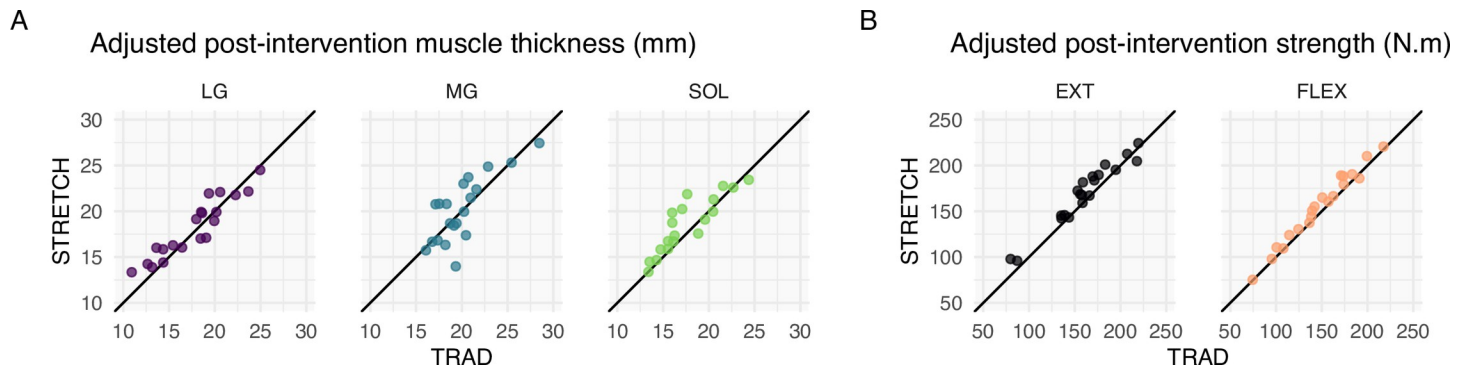 A
Adjusted post-intervention muscle thickness (mm)
LG
MG
SOL
30
25
20
15
10
STRETCH
10 15 20 25 30
10 15 20 25 30
10 15 20 25 30
TRAD
B
Adjusted post-intervention strength (N.m)
EXT
FLEX
250
200
150
100
50
STRETCH
50 100 150 200 250
50 100 150 200 250
TRAD